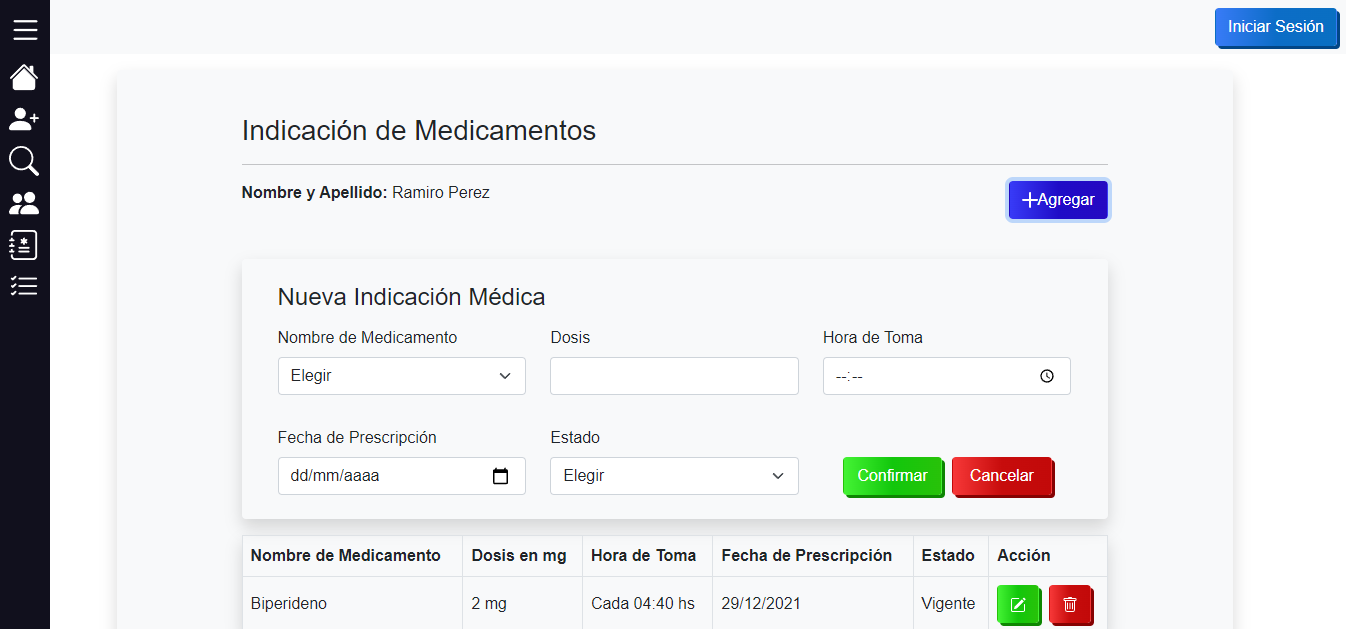 Iniciar Sesión
Indicación de Medicamentos
Nombre y Apellido: Ramiro Perez
Agregar
Nueva Indicación Médica
Nombre de Medicamento Dosis Hora de Toma
Elegir --:--
Fecha de Prescripción Estado
dd/mm/aaaa Elegir Confirmar Cancelar
Nombre de Medicamento Dosis en mg Hora de Toma Fecha de Prescripción Estado Acción
Biperideno 2 mg Cada 04:40 hs 29/12/2021 Vigente